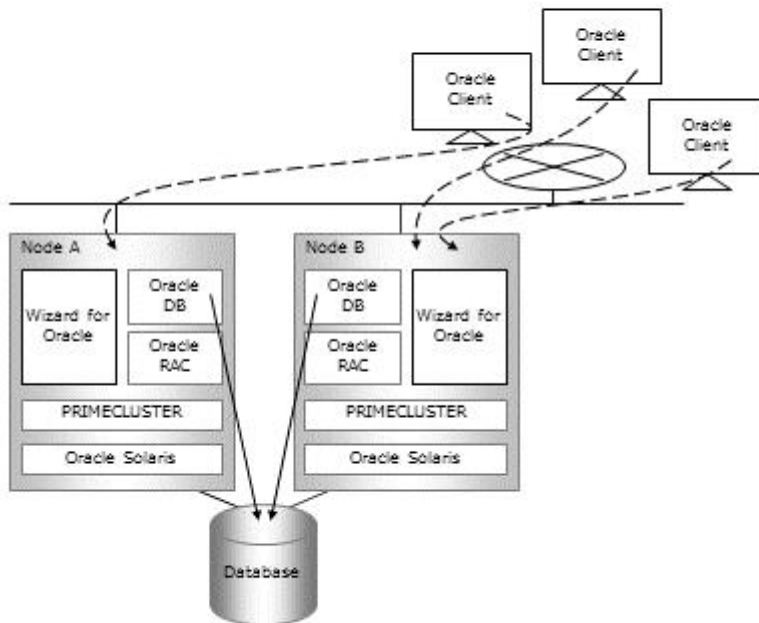 Oracle
Client
Oracle
Client
Oracle
Client
Node A
Wizard for
Oracle
Oracle
DB
Oracle
RAC
PRIMECLUSTER
Oracle Solaris
Node B
Oracle
DB
Oracle
RAC
Wizard for
Oracle
PRIMECLUSTER
Oracle Solaris
Database